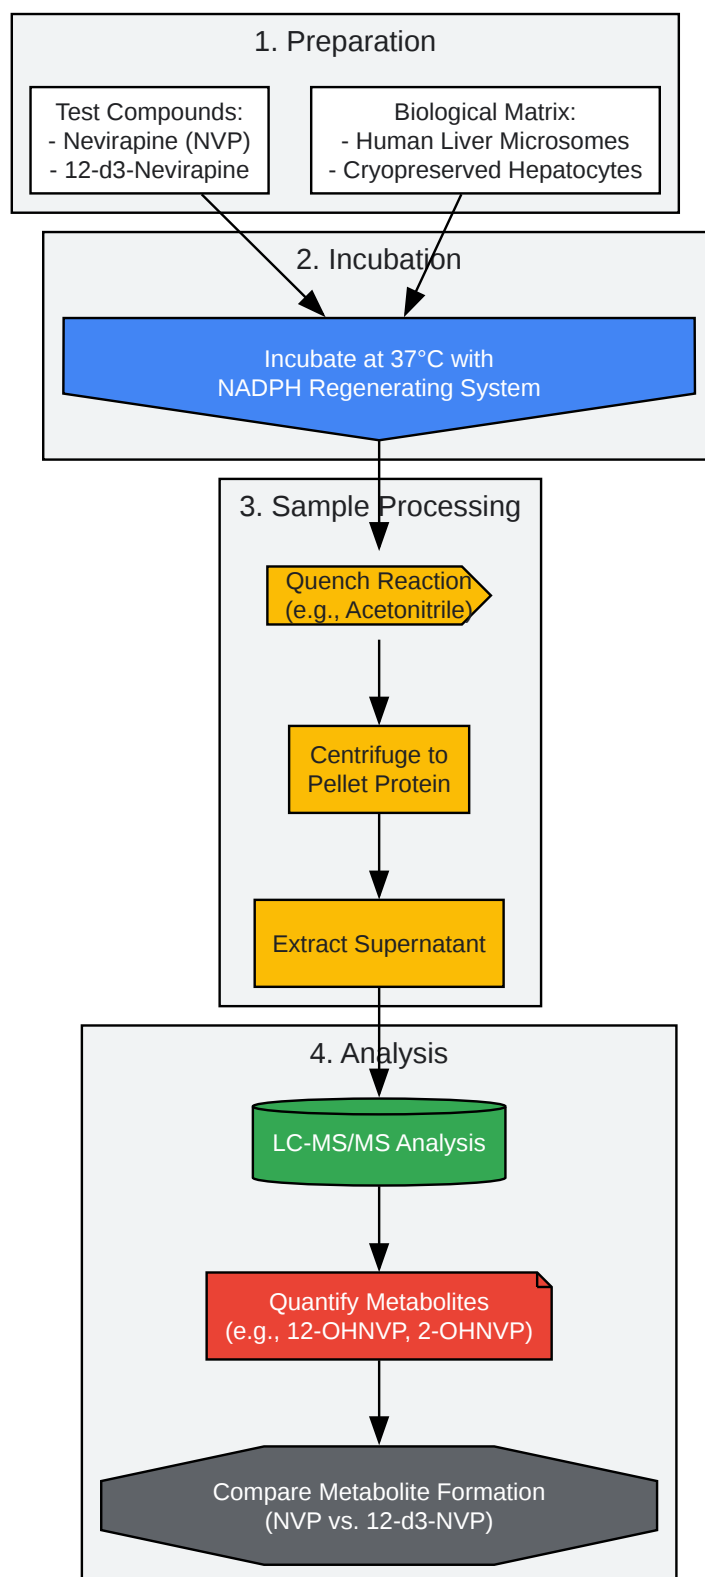 1. Preparation
Test Compounds:
- Nevirapine (NVP)
- 12-d3-Nevirapine
Biological Matrix:
- Human Liver Microsomes
- Cryopreserved Hepatocytes
2. Incubation
Incubate at 37°C with
NADPH Regenerating System
3. Sample Processing
Quench Reaction
(e.g., Acetonitrile)
Centrifuge to
Pellet Protein
Extract Supernatant
4. Analysis
LC-MS/MS Analysis
Quantify Metabolites
(e.g., 12-OHNVP, 2-OHNVP)
Compare Metabolite Formation
(NVP vs. 12-d3-NVP)